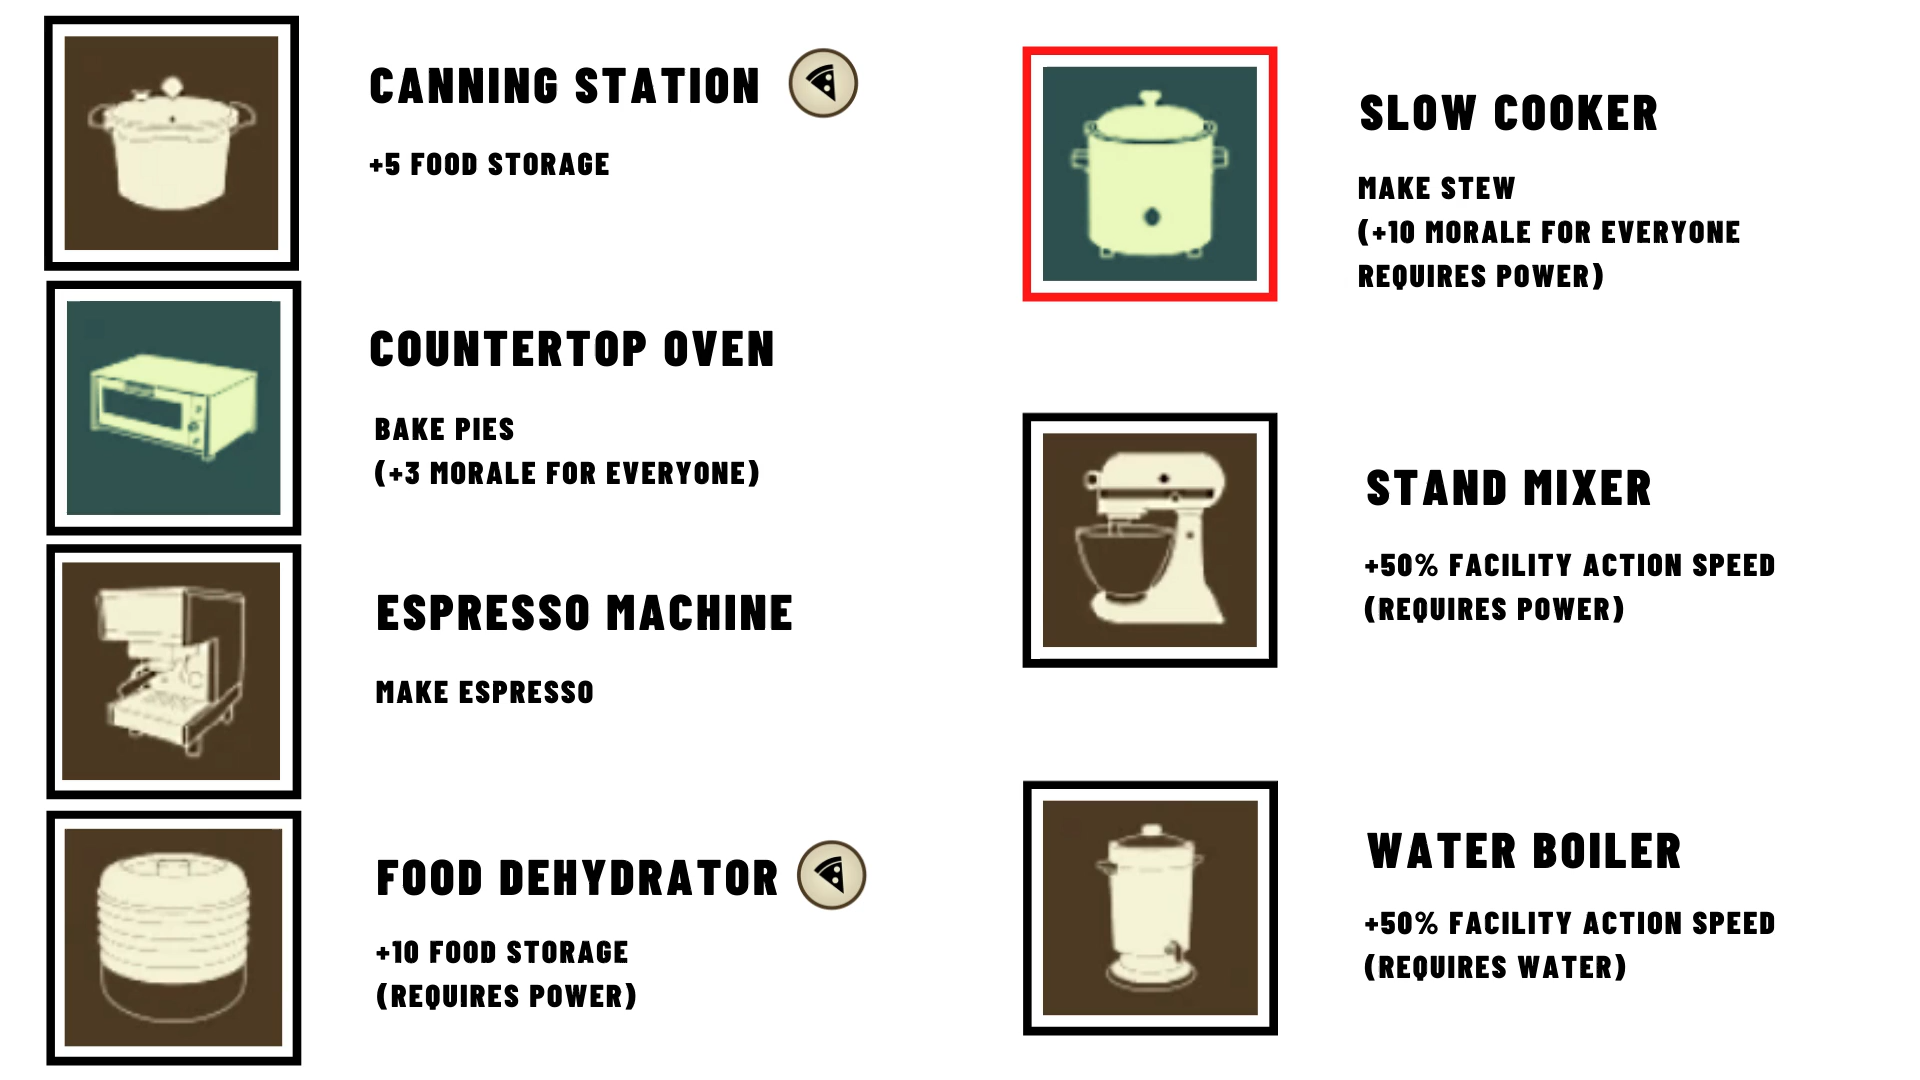 CANNING STATION
+5 FOOD STORAGE
COUNTERTOP OVEN
BAKE PIES
(+3 MORALE FOR EVERYONE)
ESPRESSO MACHINE
MAKE ESPRESSO
FOOD DEHYDRATOR
+10 FOOD STORAGE
(REQUIRES POWER)
SLOW COOKER
MAKE STEW
(+10 MORALE FOR EVERYONE
REQUIRES POWER)
STAND MIXER
+50% FACILITY ACTION SPEED
(REQUIRES POWER)
WATER BOILER
+50% FACILITY ACTION SPEED
(REQUIRES WATER)